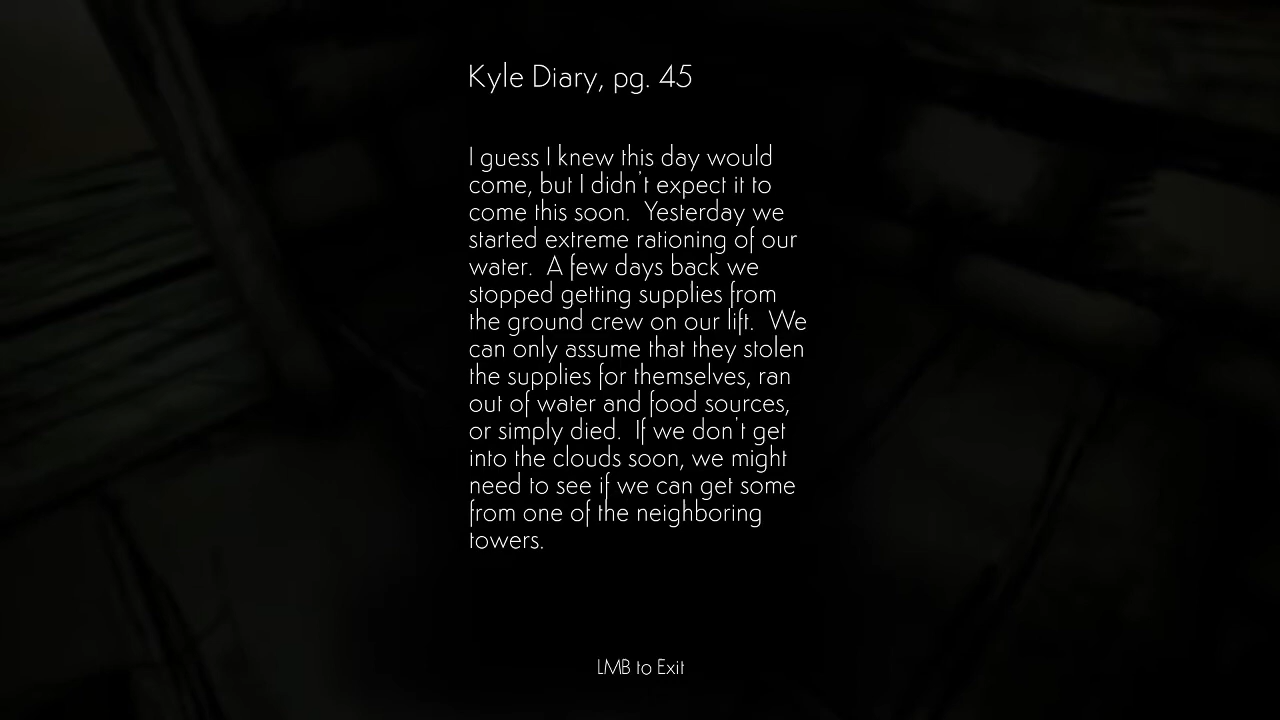 Kyle Diary, pg. 45
I guess I knew this day would
come, but I didn't expect it to
come this soon.  Yesterday we
started extreme rationing of our
water.  A few days back we
stopped getting supplies from
the ground crew on our lift.  We
can only assume that they stolen
the supplies for themselves, ran
out of water and food sources,
or simply died.  If we don't get
into the clouds soon, we might
need to see if we can get some
from one of the neighboring
towers.
LMB to Exit